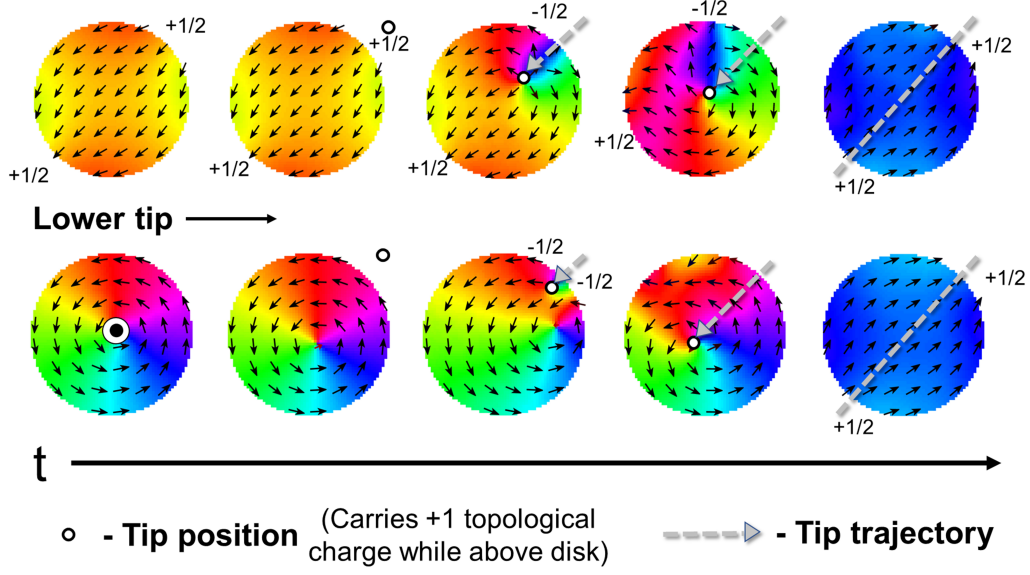 +1/2
+1/2
-1/2
-1/2
+1/2
+1/2
+1/2
+1/2
+1/2
+1/2
Lower tip
-1/2
-1/2
+1/2
+1/2
t
- Tip position (Carries +1 topological
charge while above disk)
- Tip trajectory